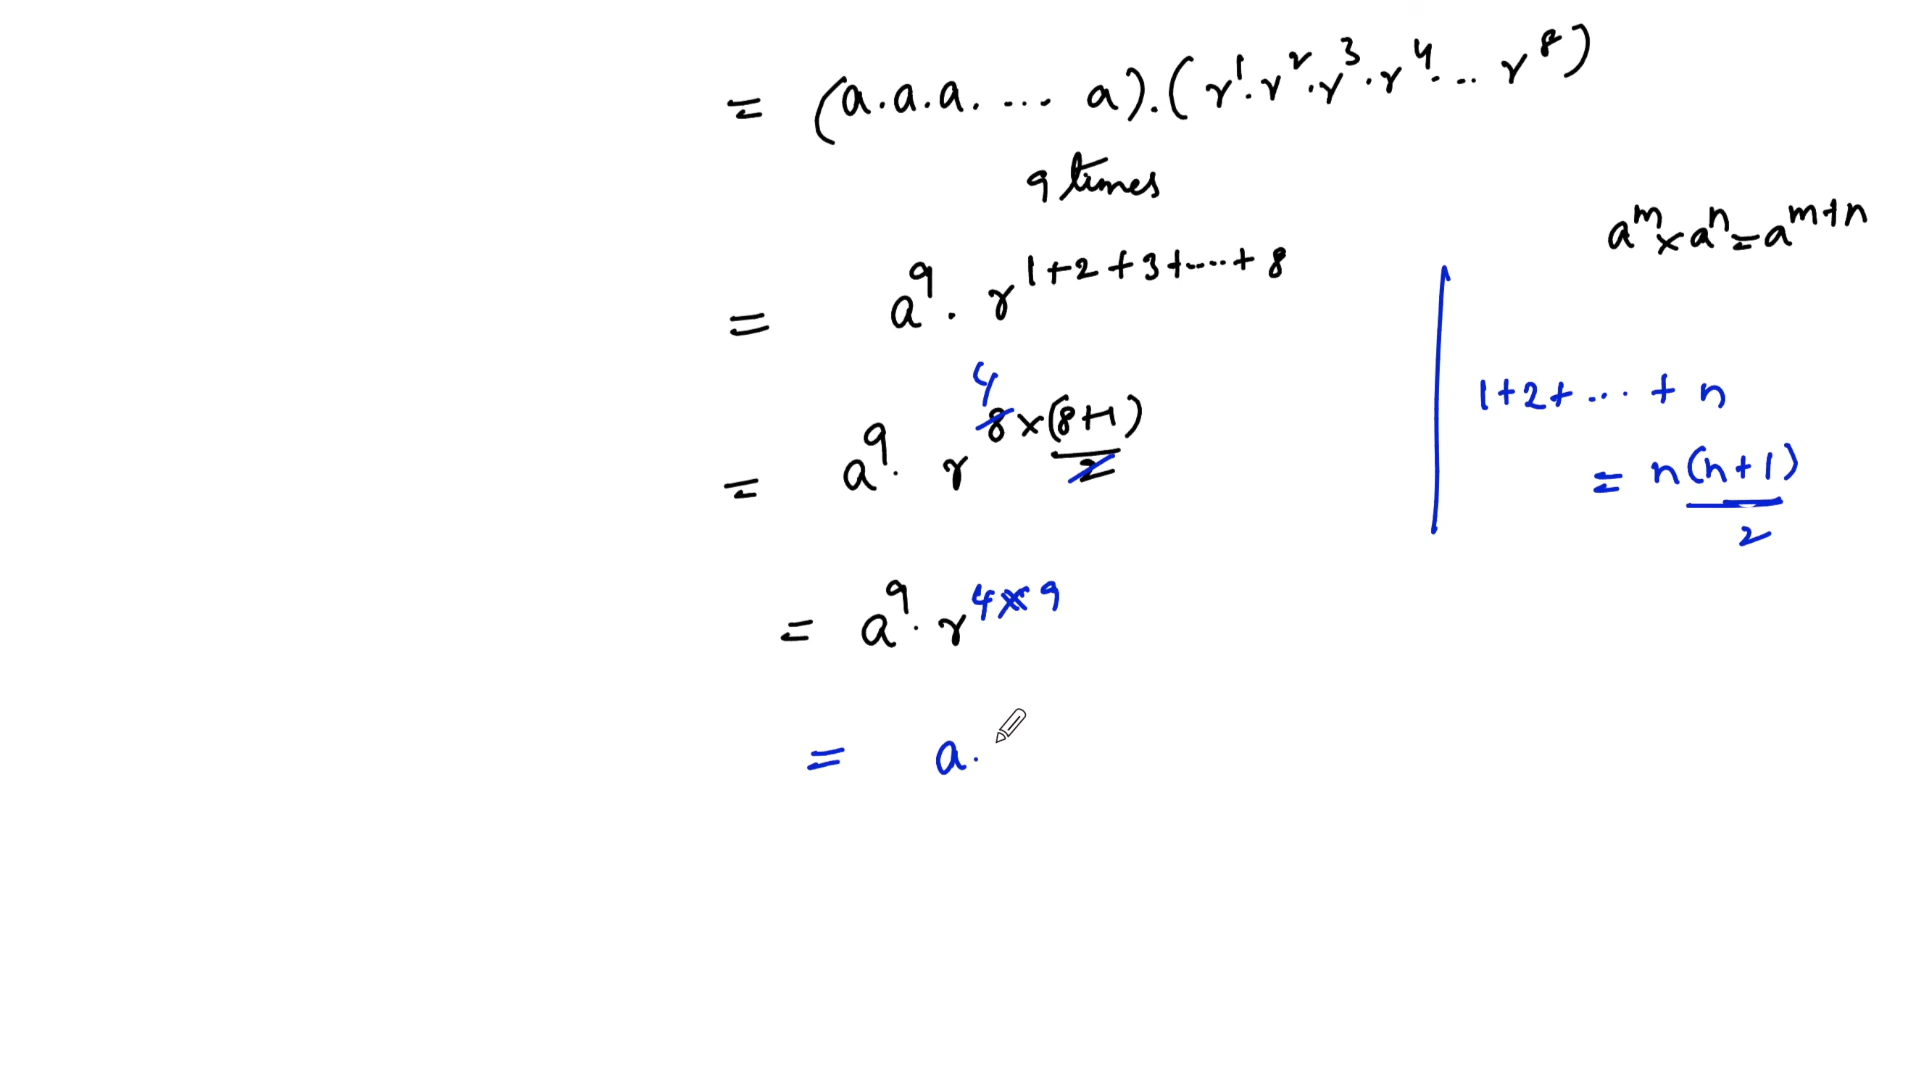 = (a.a.a. .... a).(r¹.r².r³.r⁴. .. r⁸)
9 times
aᵐ×aⁿ=aᵐ⁺ⁿ
= a⁹. r^1+2+3+.....+8
1+2+ ... + n
= a⁹. r^4 8×(8+1)/2
= n(n+1)/2
= a⁹. r^4×9
= a.